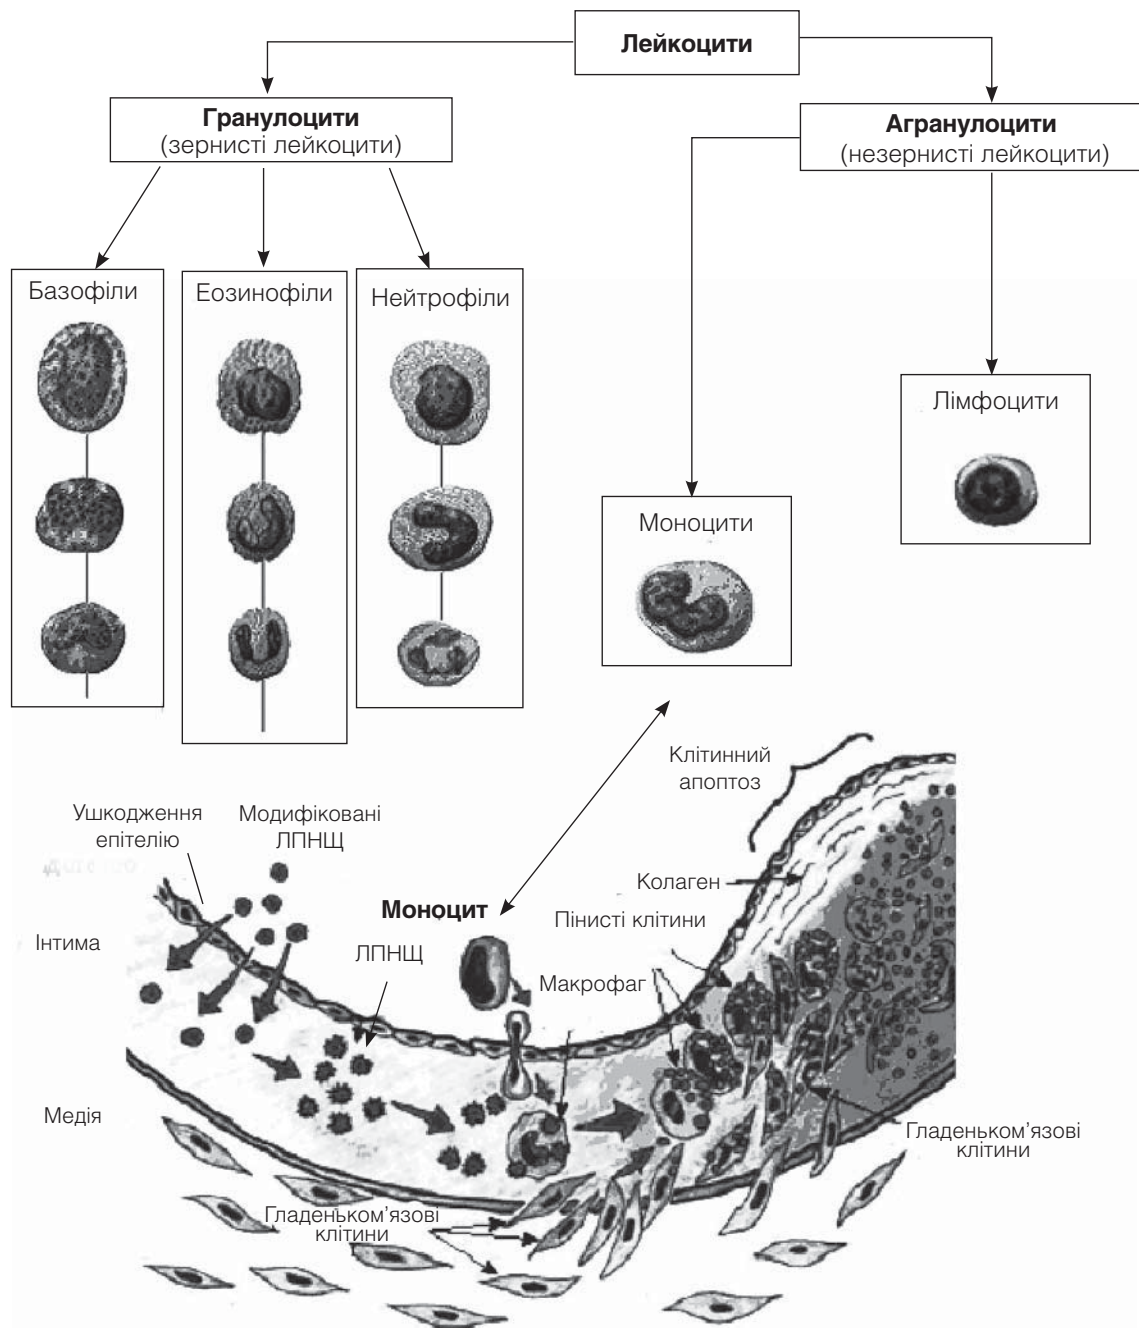 Лейкоцити
Гранулоцити
(зернисті лейкоцити)
Агранулоцити
(незернисті лейкоцити)
Базофіли
Еозинофіли
Нейтрофіли
Лімфоцити
Моноцити
Клітинний
апоптоз
Ушкодження
епітелію
Модифіковані
ЛПНЩ
Колаген
Моноцит
Пінисті клітини
Інтима
ЛПНЩ
Макрофаг
Медія
Гладеньком’язові
клітини
Гладеньком’язові
клітини